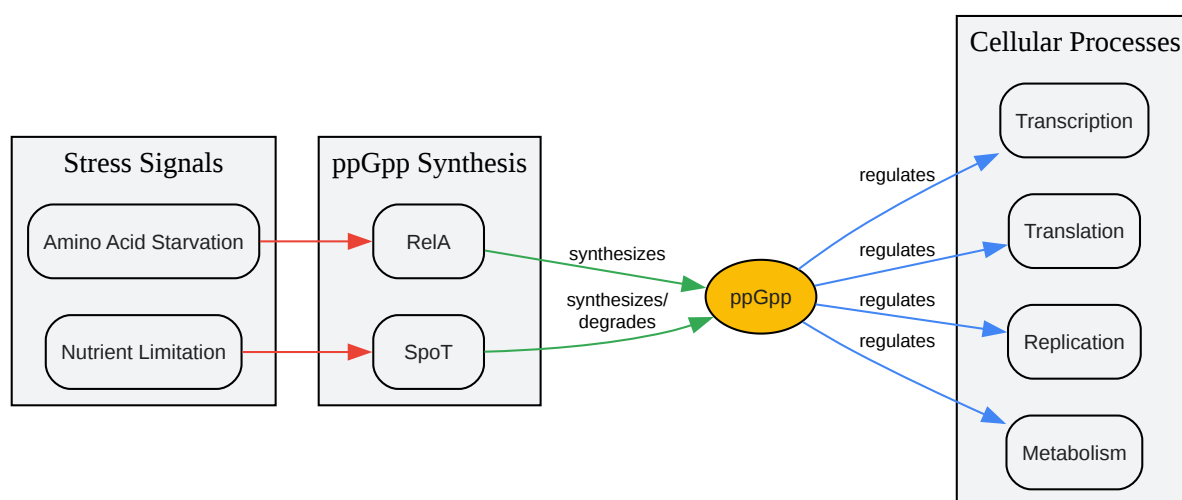 Stress Signals
Amino Acid Starvation
Nutrient Limitation
ppGpp Synthesis
RelA
SpoT
synthesizes
synthesizes/
degrades
ppGpp
regulates
regulates
regulates
regulates
Cellular Processes
Transcription
Translation
Replication
Metabolism